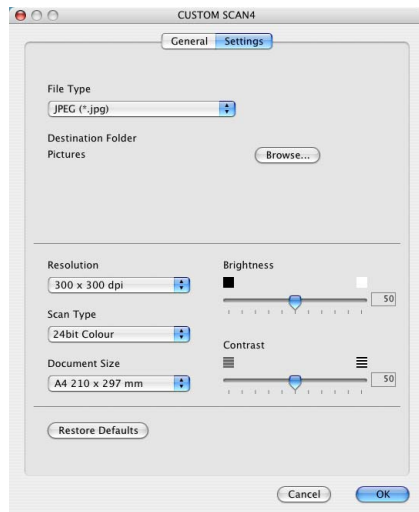 CUSTOM SCAN4
General Settings
File Type
JPEG (*.jpg)
Destination Folder
Pictures Browse...
Resolution
300 x 300 dpi
Scan Type
24bit Colour
Document Size
A4 210 x 297 mm
Brightness
50
Contrast
50
Restore Defaults
Cancel OK